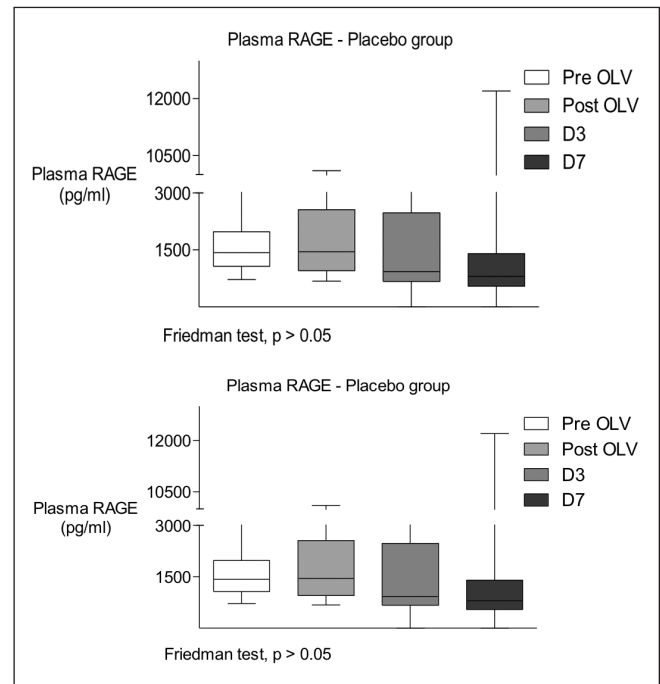 Plasma RAGE - Placebo group
Pre OLV
Post OLV
D3
D7
12000
10500
Plasma RAGE
(pg/ml)
3000
1500
Friedman test, p > 0.05
Plasma RAGE - Placebo group
Pre OLV
Post OLV
D3
D7
12000
10500
Plasma RAGE
(pg/ml)
3000
1500
Friedman test, p > 0.05